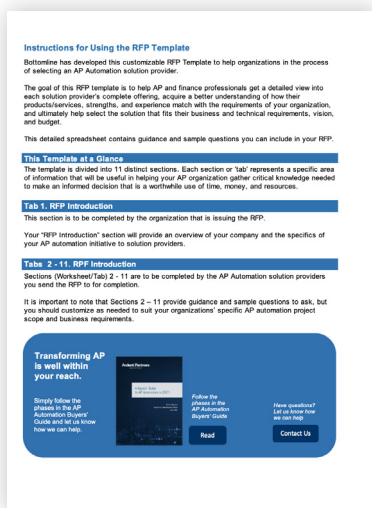 Instructions for Using the RFP Template
Bottomline has developed this customizable RFP Template to help organizations in the process
of selecting an AP Automation solution provider.
The goal of this RFP is to help AP and finance professionals get a detailed view into
each solution provider's complete offering, acquire a better understanding of how their
products/services, strengths, and experience match with the requirements of your organization,
and ultimately help select the solution that fits their business and technical requirements, vision,
and budget.
This detailed spreadsheet contains guidance and sample questions you can include in your RFP.
This Template at a Glance
The template is divided into 11 distinct sections. Each section or 'tab' represents a specific area
of information that will be useful in helping your AP organization gather critical knowledge needed
to make an informed decision that is a worthwhile use of time, money, and resources.
Tab 1. RFP Introduction
This section is to be completed by the organization that is issuing the RFP.
Your "RFP Introduction" section will provide an overview of your company and the specifics of
your AP automation initiative to solution providers.
Tabs 2 - 11. RPF Introduction
Sections (Worksheet/Tab) 2 - 11 are to be completed by the AP Automation solution providers
you send the RFP to for completion.
It is important to note that Sections 2 – 11 provide guidance and sample questions to ask, but
you should customize as needed to suit your organizations' specific AP automation project
scope and business requirements.
Transforming AP
is well within
your reach.
Simply follow the
phases in the AP
Automation Buyers'
Guide and let us know
how we can help.
Ardent Partners
Follow the
phases in the
AP Automation
Buyers' Guide
Read
Have questions?
Let us know how
we can help
Contact Us